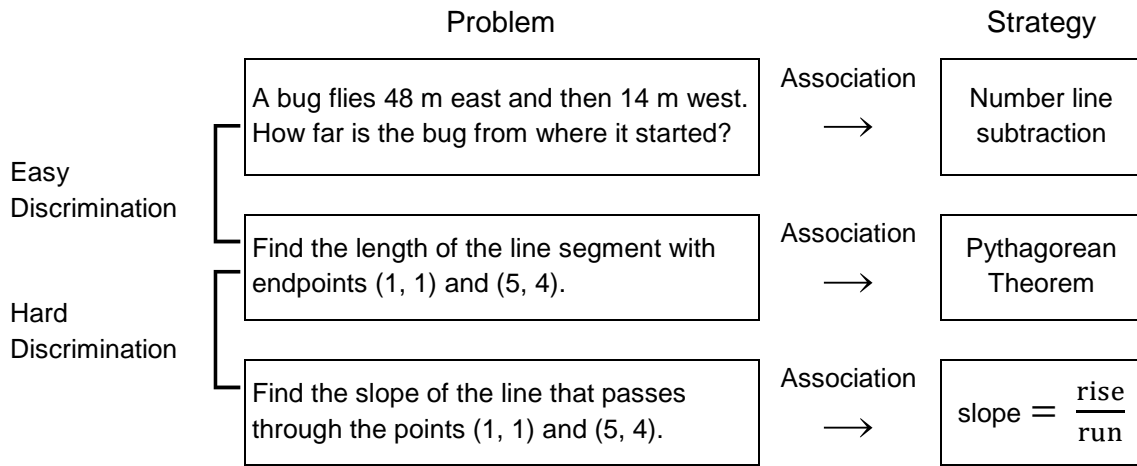 Problem
Strategy
A bug flies 48 m east and then 14 m west.
How far is the bug from where it started?
Association
→
Number line
subtraction
Easy
Discrimination
Find the length of the line segment with
endpoints (1, 1) and (5, 4).
Association
→
Pythagorean
Theorem
Hard
Discrimination
Find the slope of the line that passes
through the points (1, 1) and (5, 4).
Association
→
slope = rise
run